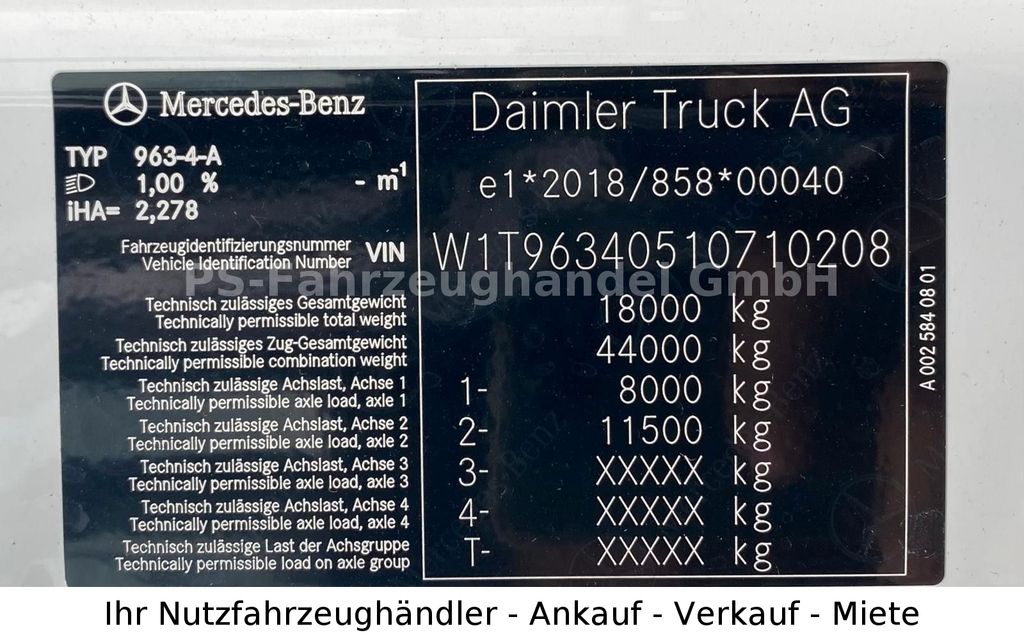 Mercedes-Benz
Daimler Truck AG
TYP 963-4-A
1,00 % - m⁻¹
iHA= 2,278
e1*2018/858*00040
Fahrzeugidentifizierungsnummer
Vehicle Identification Number
VIN W1T96340510710208
PS-Fahrzeughandel GmbH
Technisch zulässiges Gesamtgewicht
Technically permissible total weight
18000 kg
Technisch zulässiges Zug-Gesamtgewicht
Technically permissible combination weight
44000 kg
Technisch zulässige Achslast, Achse 1
Technically permissible axle load, axle 1
1- 8000 kg
Technisch zulässige Achslast, Achse 2
Technically permissible axle load, axle 2
2- 11500 kg
Technisch zulässige Achslast, Achse 3
Technically permissible axle load, axle 3
3- XXXXX kg
Technisch zulässige Achslast, Achse 4
Technically permissible axle load, axle 4
4- XXXXX kg
Technisch zulässige Last der Achsgruppe
Technically permissible load on axle group
T- XXXXX kg
A 002 584 08 01
Ihr Nutzfahrzeughändler - Ankauf - Verkauf - Miete